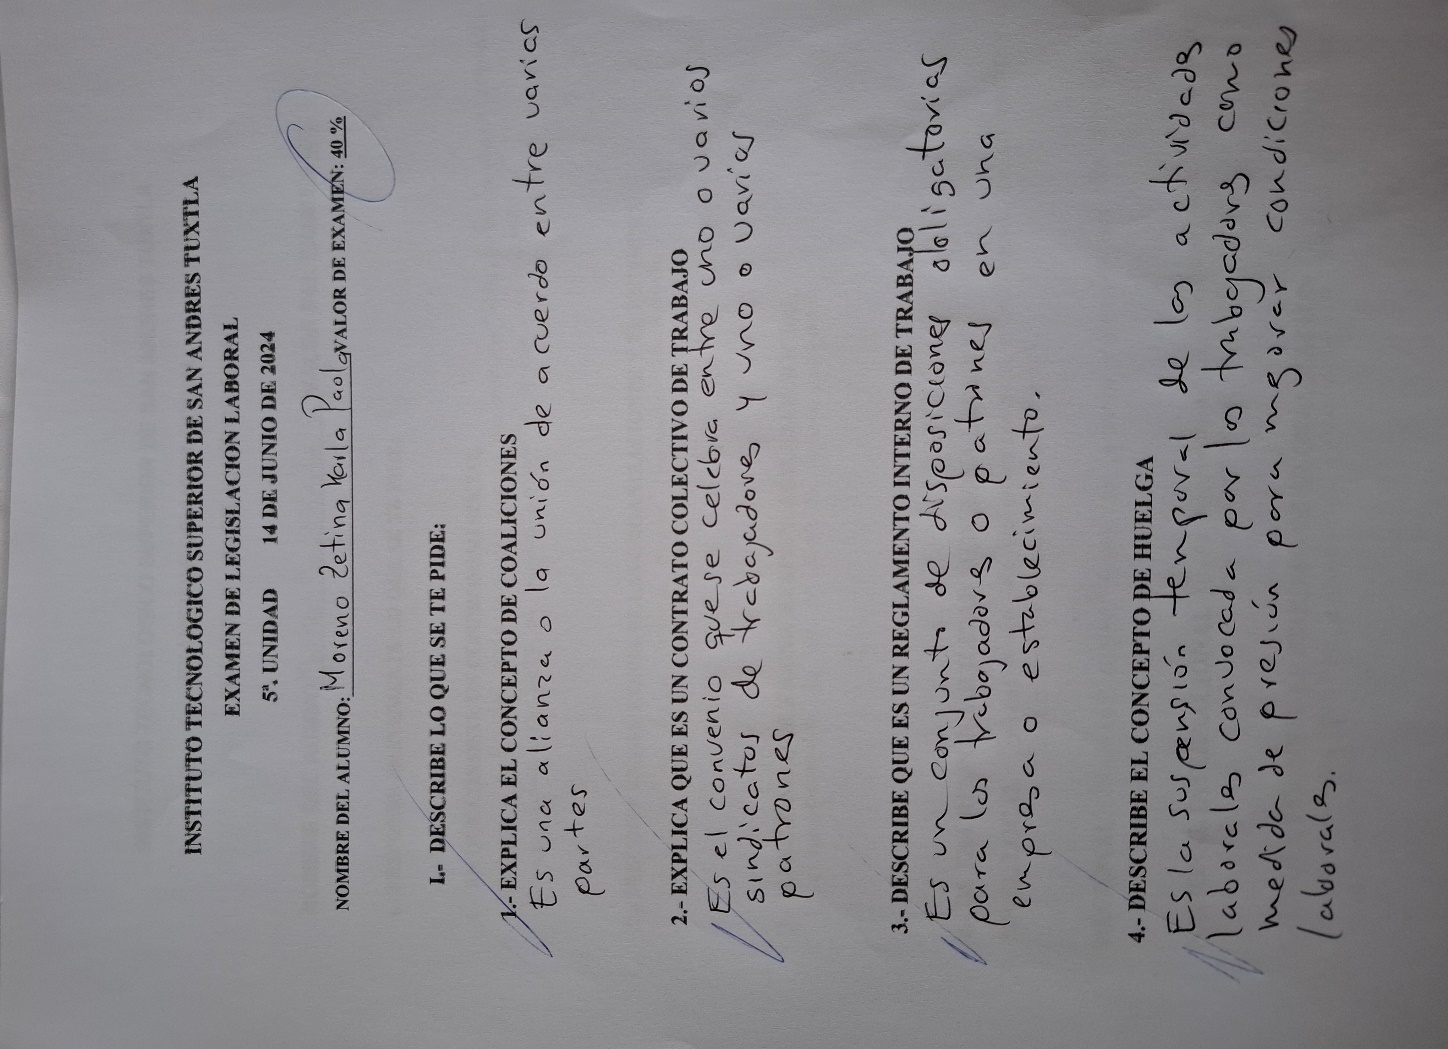 INSTITUTO TECNOLOGICO SUPERIOR DE SAN ANDRES TUXTLA
EXAMEN DE LEGISLACION LABORAL
5ª. UNIDAD 14 DE JUNIO DE 2024
NOMBRE DEL ALUMNO: Moreno Zetina Karla Paola VALOR DE EXAMEN: 40 %
I.- DESCRIBE LO QUE SE TE PIDE:
1.- EXPLICA EL CONCEPTO DE COALICIONES
Es una alianza o la unión de acuerdo entre varias
partes
2.- EXPLICA QUE ES UN CONTRATO COLECTIVO DE TRABAJO
Es el convenio que se celebra entre uno o varios
sindicatos de trabajadores y uno o varias
patrones
3.- DESCRIBE QUE ES UN REGLAMENTO INTERNO DE TRABAJO
Es un conjunto de disposiciones obligatorias
para los trabajadores o patrones en una
empresa o establecimiento.
4.- DESCRIBE EL CONCEPTO DE HUELGA
Es la suspensión temporal de las actividades
laborales convocada por los trabajadores como
medida de presión para mejorar condiciones
laborales.